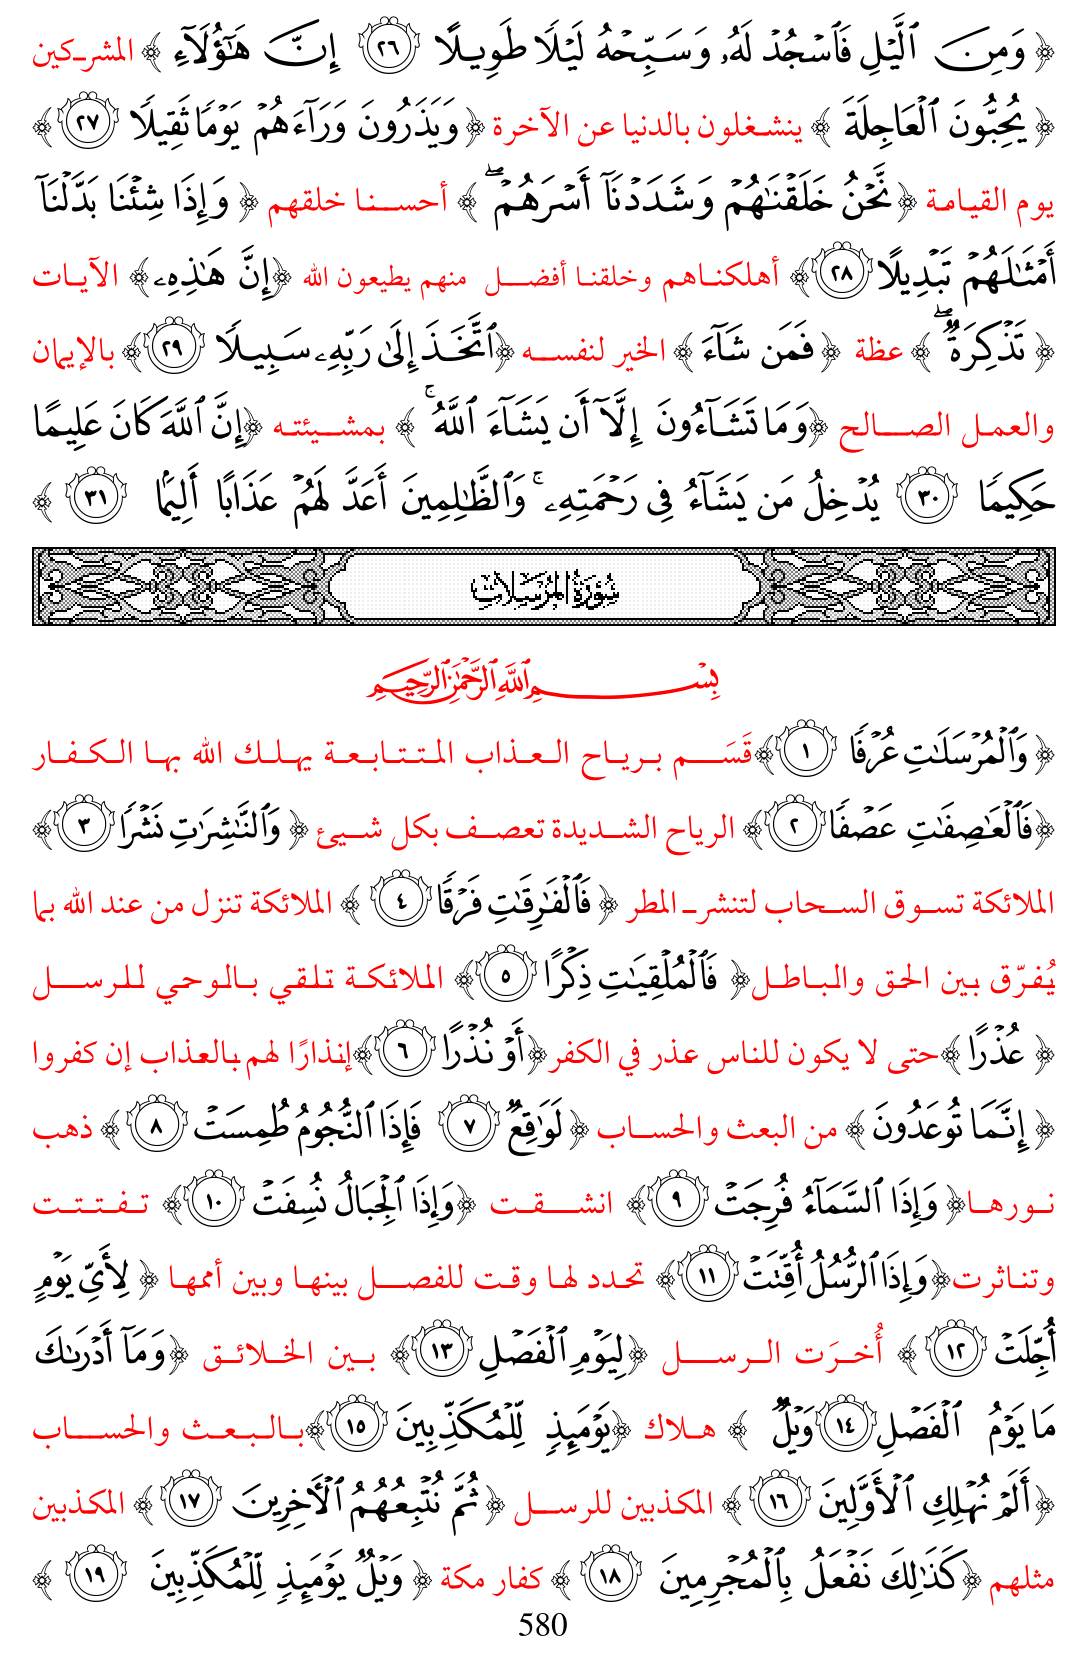 ﴿ وَمِنَ ٱلَّيْلِ فَٱسْجُدْ لَهُۥ وَسَبِّحْهُ لَيْلًا طَوِيلًا ٢٦ إِنَّ هَٰٓؤُلَآءِ ﴾ المشركين
﴿ يُحِبُّونَ ٱلْعَاجِلَةَ ﴾ ينشغلون بالدنيا عن الآخرة ﴿ وَيَذَرُونَ وَرَآءَهُمْ يَوْمًا ثَقِيلًا ٢٧ ﴾
يوم القيامة ﴿ نَّحْنُ خَلَقْنَٰهُمْ وَشَدَدْنَآ أَسْرَهُمْ ۖ ﴾ أحسنا خلقهم ﴿ وَإِذَا شِئْنَا بَدَّلْنَآ
أَمْثَٰلَهُمْ تَبْدِيلًا ٢٨ ﴾ أهلكناهم وخلقنا أفضل منهم يطيعون الله ﴿إِنَّ هَٰذِهِۦ﴾ الآيات
﴿ تَذْكِرَةٌ ۖ ﴾ عظة ﴿ فَمَن شَآءَ ﴾ الخير لنفسه ﴿ٱتَّخَذَ إِلَىٰ رَبِّهِۦ سَبِيلًا ٢٩ ﴾ بالإيمان
والعمل الصالح ﴿وَمَا تَشَآءُونَ إِلَّآ أَن يَشَآءَ ٱللَّهُ ۚ ﴾ بمشيئته ﴿إِنَّ ٱللَّهَ كَانَ عَلِيمًا
حَكِيمًا ٣٠ يُدْخِلُ مَن يَشَآءُ فِى رَحْمَتِهِۦ ۚ وَٱلظَّٰلِمِينَ أَعَدَّ لَهُمْ عَذَابًا أَلِيمًۢا ٣١ ﴾
سُورَةُ المُرْسَلَاتِ
بِسْمِ ٱللَّهِ ٱلرَّحْمَٰنِ ٱلرَّحِيمِ
﴿ وَٱلْمُرْسَلَٰتِ عُرْفًا ١ ﴾قَسَم برياح العذاب المتتابعة يهلك الله بها الكفار
﴿فَٱلْعَٰصِفَٰتِ عَصْفًا ٢ ﴾ الرياح الشديدة تعصف بكل شيئ ﴿ وَٱلنَّٰشِرَٰتِ نَشْرًا ٣ ﴾
الملائكة تسوق السحاب لتنشر المطر ﴿ فَٱلْفَٰرِقَٰتِ فَرْقًا ٤ ﴾ الملائكة تنزل من عند الله بما
يُفرّق بين الحق والباطل﴿ فَٱلْمُلْقِيَٰتِ ذِكْرًا ٥ ﴾ الملائكة تلقي بالوحي للرسل
﴿ عُذْرًا ﴾حتى لا يكون للناس عذر في الكفر﴿أَوْ نُذْرًا ٦ ﴾إنذارًا لهم بالعذاب إن كفروا
﴿ إِنَّمَا تُوعَدُونَ ﴾ من البعث والحساب ﴿ لَوَٰقِعٌ ٧ فَإِذَا ٱلنُّجُومُ طُمِسَتْ ٨ ﴾ ذهب
نورها﴿ وَإِذَا ٱلسَّمَآءُ فُرِجَتْ ٩ ﴾ انشقت ﴿وَإِذَا ٱلْجِبَالُ نُسِفَتْ ١٠ ﴾ تفتتت
وتناثرت﴿وَإِذَا ٱلرُّسُلُ أُقِّتَتْ ١١ ﴾ تحدد لها وقت للفصل بينها وبين أممها ﴿ لِأَىِّ يَوْمٍ
أُجِّلَتْ ١٢ ﴾ أُخرَت الرسل ﴿لِيَوْمِ ٱلْفَصْلِ ١٣ ﴾ بين الخلائق ﴿وَمَآ أَدْرَىٰكَ
مَا يَوْمُ ٱلْفَصْلِ ١٤ وَيْلٌ ﴾ هلاك ﴿يَوْمَئِذٍ لِّلْمُكَذِّبِينَ ١٥ ﴾بالبعث والحساب
﴿أَلَمْ نُهْلِكِ ٱلْأَوَّلِينَ ١٦ ﴾ المكذبين للرسل ﴿ثُمَّ نُتْبِعُهُمُ ٱلْـَٔاخِرِينَ ١٧ ﴾ المكذبين
مثلهم ﴿كَذَٰلِكَ نَفْعَلُ بِٱلْمُجْرِمِينَ ١٨ ﴾ كفار مكة ﴿ وَيْلٌ يَوْمَئِذٍ لِّلْمُكَذِّبِينَ ١٩ ﴾
580